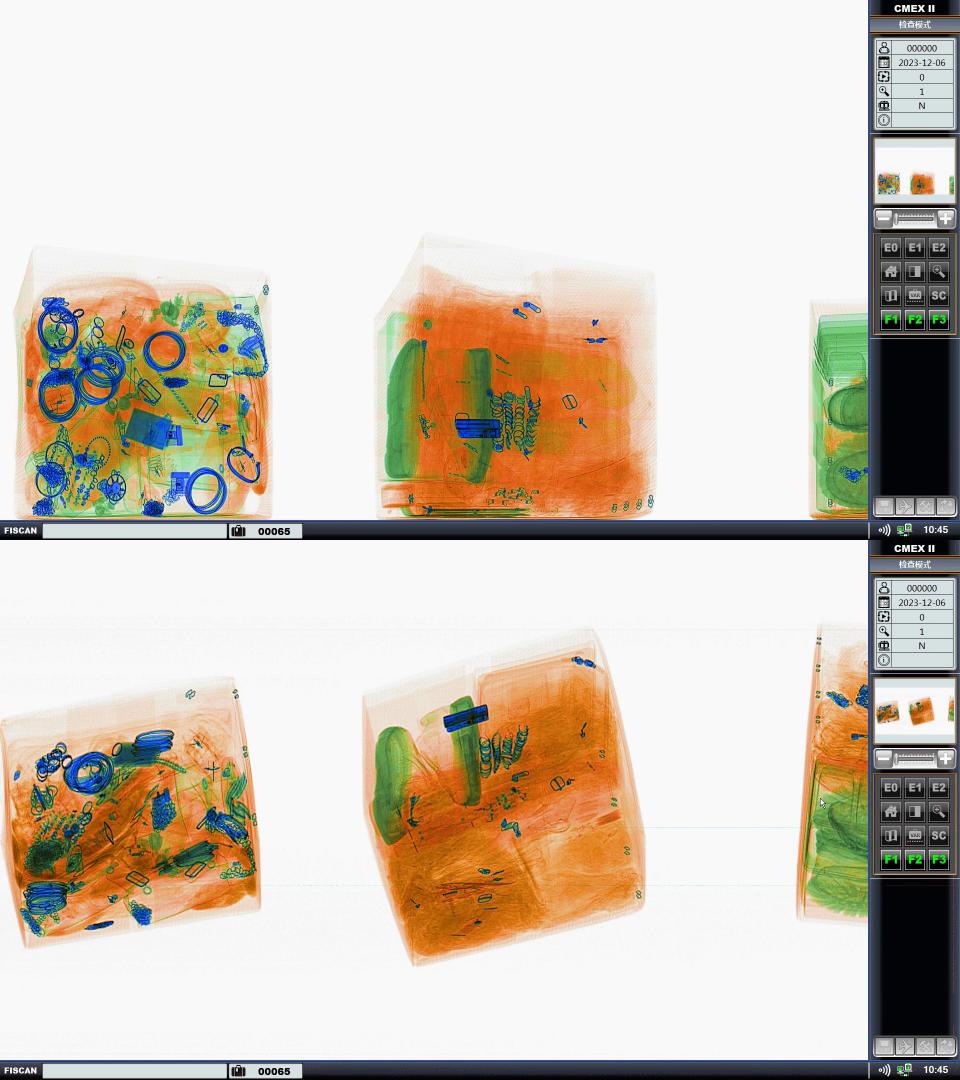 CMEX II
检查模式
000000
2023-12-06
0
1
N
E0 E1 E2
VAR SC
F1 F2 F3
FISCAN 00065 10:45
CMEX II
检查模式
000000
2023-12-06
0
1
N
E0 E1 E2
VAR SC
F1 F2 F3
FISCAN 00065 10:45